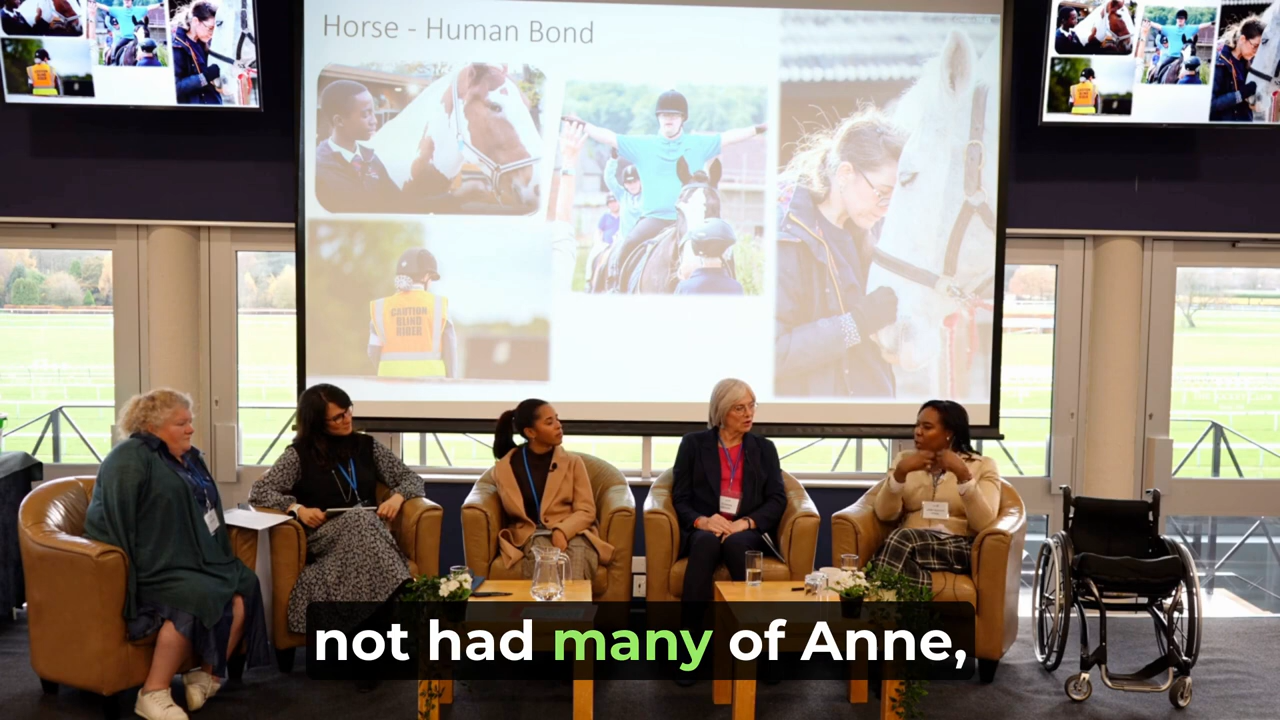 Horse - Human Bond
CAUTION
BLIND
RIDER
not had many of Anne,